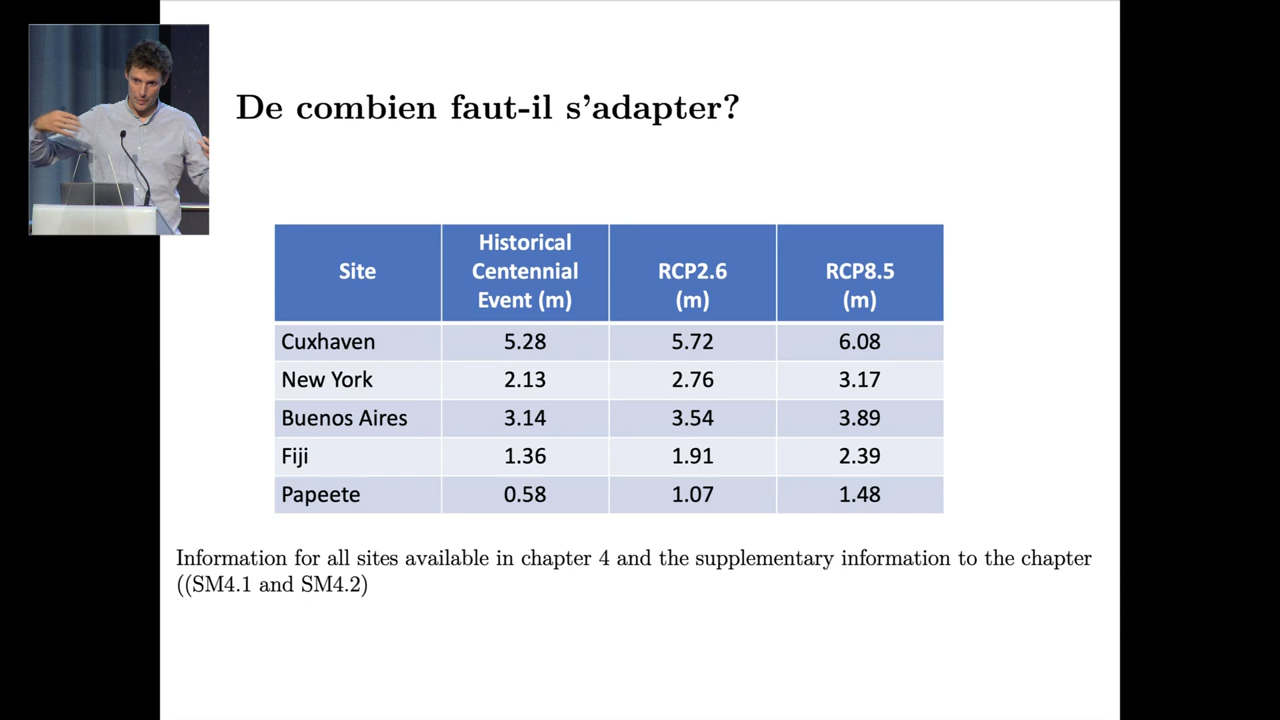 De combien faut-il s'adapter?
Site
Historical
Centennial
Event (m)
RCP2.6
(m)
RCP8.5
(m)
Cuxhaven 5.28 5.72 6.08
New York 2.13 2.76 3.17
Buenos Aires 3.14 3.54 3.89
Fiji 1.36 1.91 2.39
Papeete 0.58 1.07 1.48
Information for all sites available in chapter 4 and the supplementary information to the chapter
((SM4.1 and SM4.2)